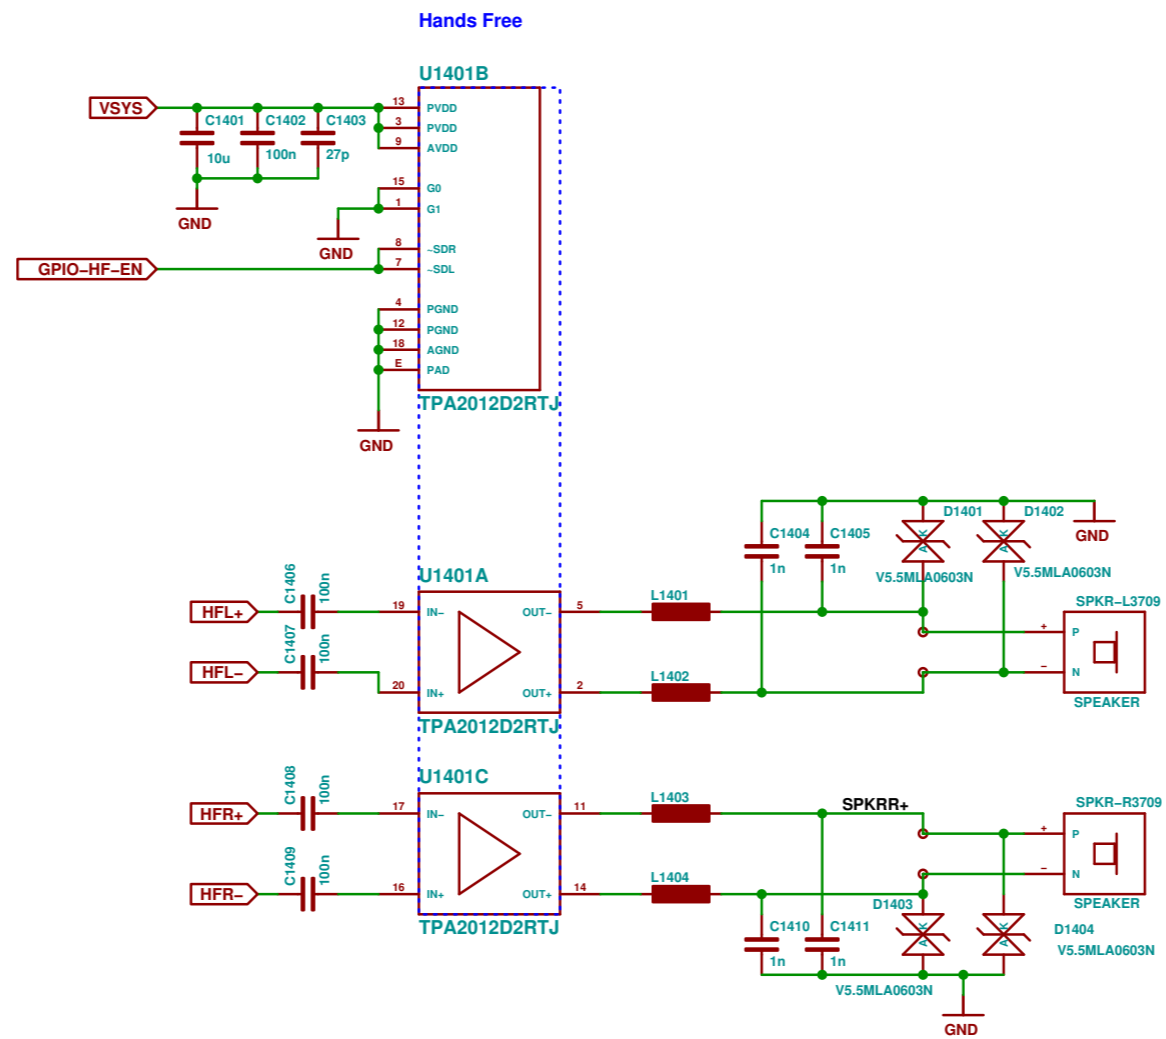 Hands Free
U1401B
VSYS
C1401
10u
C1402
100n
C1403
27p
GND
13 PVDD
3 PVDD
9 AVDD
15 G0
1 G1
GND
8 ~SDR
GPIO-HF-EN
7 ~SDL
4 PGND
12 PGND
18 AGND
E PAD
TPA2012D2RTJ
GND
D1401
D1402
C1404
1n
C1405
1n
GND
A K
A K
V5.5MLA0603N
V5.5MLA0603N
U1401A
C1406
100n
HFL+
19 IN-
OUT- 5
L1401
SPKR-L3709
+ P
C1407
100n
HFL-
20 IN+
OUT+ 2
L1402
- N
SPEAKER
TPA2012D2RTJ
U1401C
C1408
100n
HFR+
17 IN-
OUT- 11
L1403
SPKRR+
SPKR-R3709
+ P
C1409
100n
HFR-
16 IN+
OUT+ 14
L1404
- N
SPEAKER
TPA2012D2RTJ
D1403
C1410
1n
C1411
1n
A K
A K
D1404
V5.5MLA0603N
V5.5MLA0603N
GND